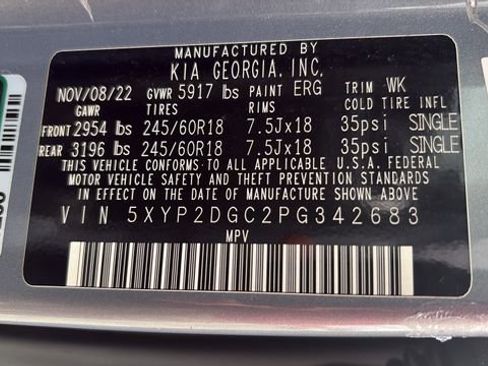 MANUFACTURED BY
KIA GEORGIA. INC.
NOV/08/22 GVWR 5917 lbs PAINT ERG TRIM WK
GAWR TIRES RIMS COLD TIRE INFL
FRONT 2954 lbs 245/60R18 7.5Jx18 35psi SINGLE
REAR 3196 lbs 245/60R18 7.5Jx18 35psi SINGLE
THIS VEHICLE CONFORMS TO ALL APPLICABLE U.S.A. FEDERAL
MOTOR VEHICLE SAFETY AND THEFT PREVENTION STANDARDS
IN EFFECT ON THE DATE OF MANUFACTURE SHOWN ABOVE.
VIN 5XYP2DGC2PG342683
MPV